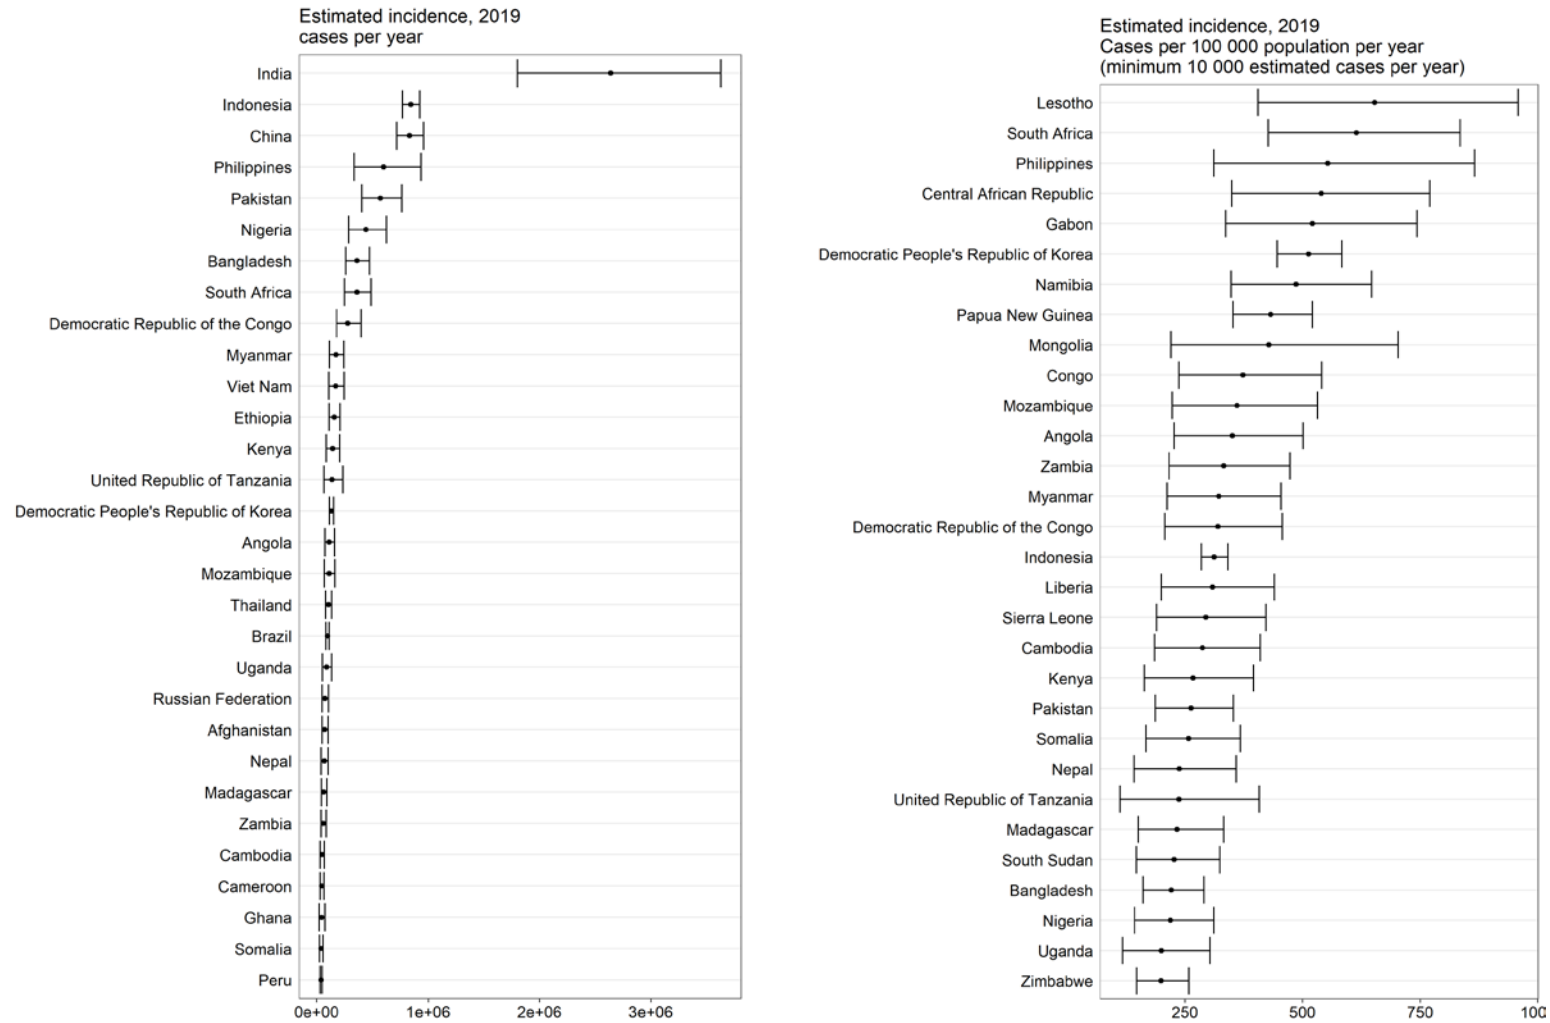 Estimated incidence, 2019
cases per year
India
Indonesia
China
Philippines
Pakistan
Nigeria
Bangladesh
South Africa
Democratic Republic of the Congo
Myanmar
Viet Nam
Ethiopia
Kenya
United Republic of Tanzania
Democratic People's Republic of Korea
Angola
Mozambique
Thailand
Brazil
Uganda
Russian Federation
Afghanistan
Nepal
Madagascar
Zambia
Cambodia
Cameroon
Ghana
Somalia
Peru
0e+00 1e+06 2e+06 3e+06
Estimated incidence, 2019
Cases per 100 000 population per year
(minimum 10 000 estimated cases per year)
Lesotho
South Africa
Philippines
Central African Republic
Gabon
Democratic People's Republic of Korea
Namibia
Papua New Guinea
Mongolia
Congo
Mozambique
Angola
Zambia
Myanmar
Democratic Republic of the Congo
Indonesia
Liberia
Sierra Leone
Cambodia
Kenya
Pakistan
Somalia
Nepal
United Republic of Tanzania
Madagascar
South Sudan
Bangladesh
Nigeria
Uganda
Zimbabwe
250 500 750